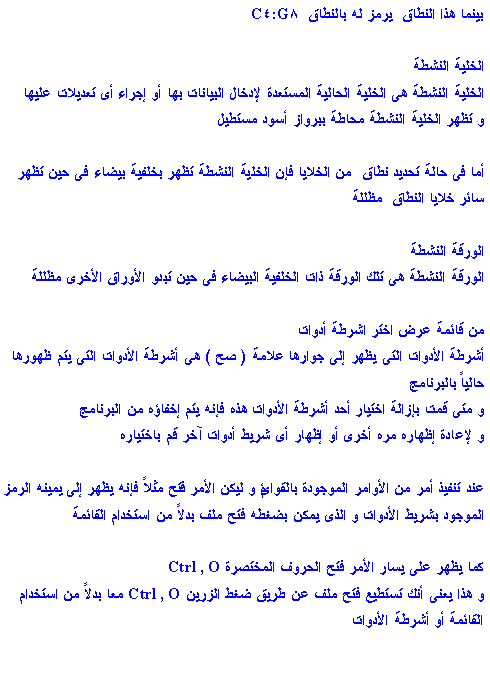 بينما هذا النطاق يرمز له بالنطاق C٤:G٨
الخلية النشطة
الخلية النشطة هى الخلية الحالية المستعدة لإدخال البيانات بها أو إجراء أى تعديلات عليها
و تظهر الخلية النشطة محاطة ببرواز أسود مستطيل
أما فى حالة تحديد نطاق من الخلايا فإن الخلية النشطة تظهر بخلفية بيضاء فى حين تظهر
سائر خلايا النطاق مظللة
الورقة النشطة
الورقة النشطة هى تلك الورقة ذات الخلفية البيضاء فى حين تبدو الأوراق الأخرى مظللة
من قائمة عرض اختر اشرطة أدوات
أشرطة الأدوات التى يظهر إلى جوارها علامة ( صح ) هى أشرطة الأدوات التى يتم ظهورها
حالياً بالبرنامج
و متى قمت بإزالة اختيار أحد أشرطة الأدوات هذه فإنه يتم إخفاؤه من البرنامج
و لإعادة إظهاره مره أخرى أو إظهار أى شريط أدوات آخر قم باختياره
عند تنفيذ أمر من الأوامر الموجودة بالقوائم و ليكن الأمر فتح مثلاً فإنه يظهر إلى يمينه الرمز
الموجود بشريط الأدوات و الذى يمكن بضغطه فتح ملف بدلاً من استخدام القائمة
كما يظهر على يسار الأمر فتح الحروف المختصرة Ctrl , O
و هذا يعنى أنك تستطيع فتح ملف عن طريق ضغط الزرين Ctrl , O معا بدلاً من استخدام
القائمة أو أشرطة الأدوات